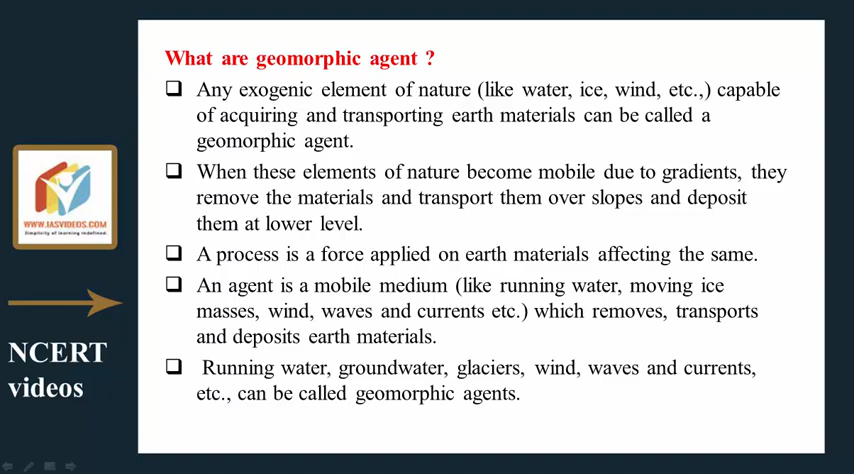 What are geomorphic agent ?
❑ Any exogenic element of nature (like water, ice, wind, etc.,) capable
of acquiring and transporting earth materials can be called a
geomorphic agent.
❑ When these elements of nature become mobile due to gradients, they
remove the materials and transport them over slopes and deposit
them at lower level.
❑ A process is a force applied on earth materials affecting the same.
❑ An agent is a mobile medium (like running water, moving ice
masses, wind, waves and currents etc.) which removes, transports
and deposits earth materials.
❑ Running water, groundwater, glaciers, wind, waves and currents,
etc., can be called geomorphic agents.
WWW.IASVIDEOS.COM
Simplicity of learning redefined.
NCERT
videos